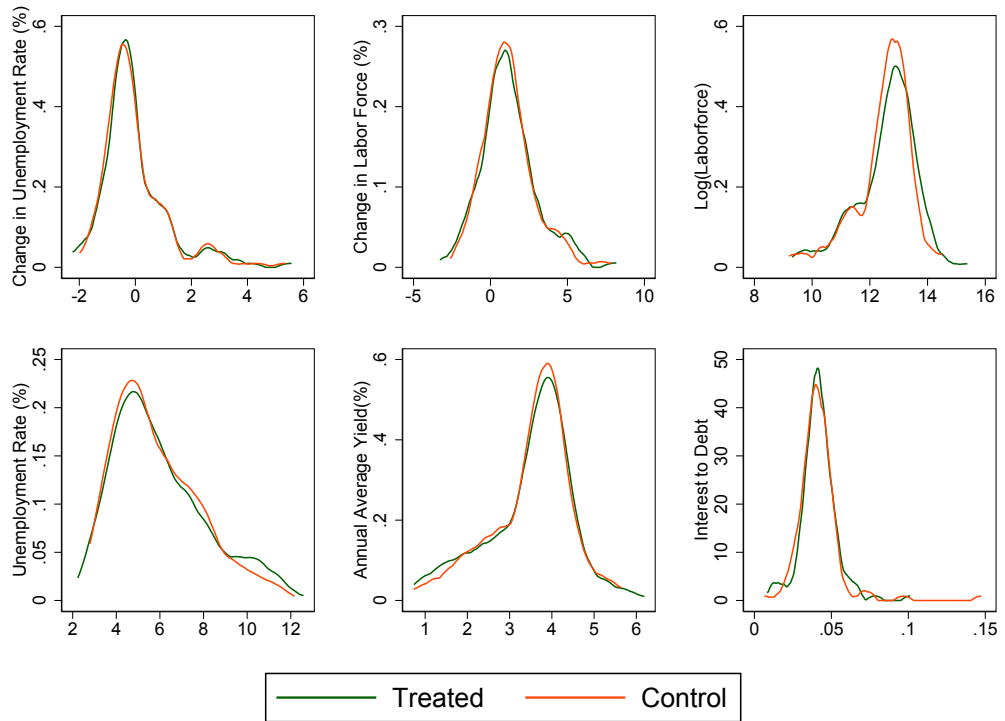 Change in Unemployment Rate (%)
0 .2 .4 .6
-2 0 2 4 6
Change in Labor Force (%)
0 .1 .2 .3
-5 0 5 10
Log(Laborforce)
0 .2 .4 .6
8 10 12 14 16
Unemployment Rate (%)
0 .05 .1 .15 .2 .25
2 4 6 8 10 12
Annual Average Yield(%)
0 .2 .4 .6
1 2 3 4 5 6
Interest to Debt
0 10 20 30 40 50
0 .05 .1 .15
Treated Control